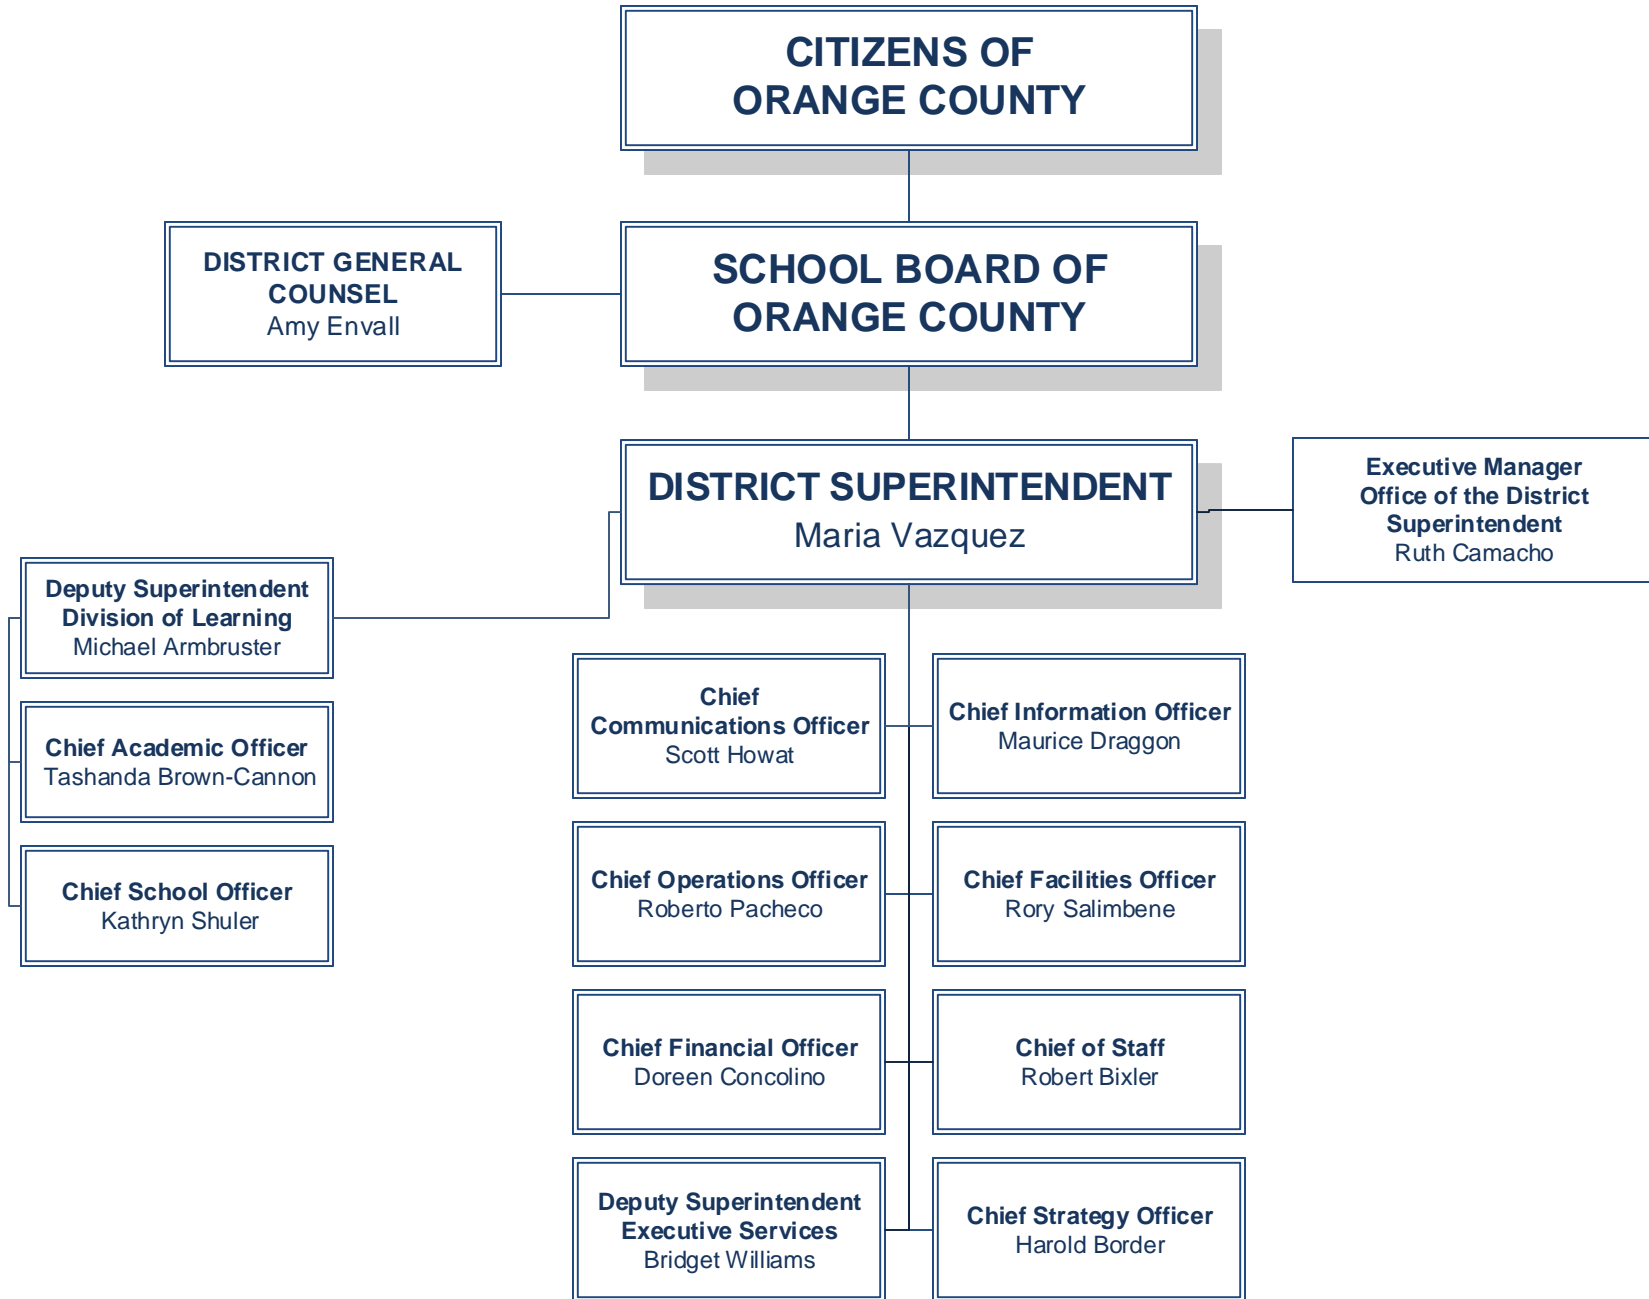 CITIZENS OF
ORANGE COUNTY
DISTRICT GENERAL
COUNSEL
Amy Envall
SCHOOL BOARD OF
ORANGE COUNTY
DISTRICT SUPERINTENDENT
Maria Vazquez
Executive Manager
Office of the District
Superintendent
Ruth Camacho
Deputy Superintendent
Division of Learning
Michael Armbruster
Chief Academic Officer
Tashanda Brown-Cannon
Chief School Officer
Kathryn Shuler
Chief
Communications Officer
Scott Howat
Chief Information Officer
Maurice Draggon
Chief Operations Officer
Roberto Pacheco
Chief Facilities Officer
Rory Salimbene
Chief Financial Officer
Doreen Concolino
Chief of Staff
Robert Bixler
Deputy Superintendent
Executive Services
Bridget Williams
Chief Strategy Officer
Harold Border